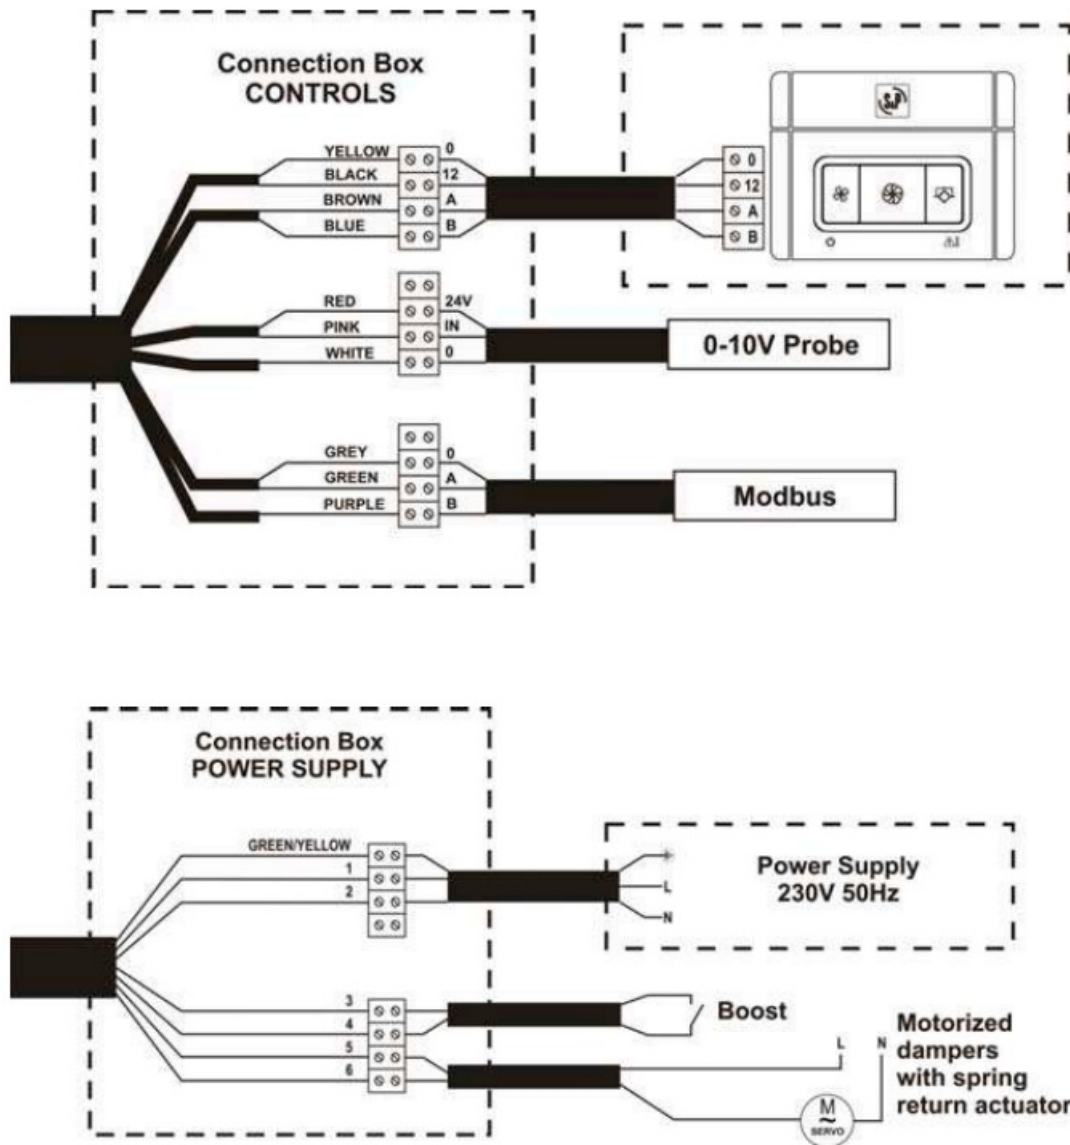 Connection Box
CONTROLS
S&P
YELLOW 0
BLACK 12
BROWN A
BLUE B
0
12
A
B
RED 24V
PINK IN
WHITE 0
0-10V Probe
GREY 0
GREEN A
PURPLE B
Modbus
Connection Box
POWER SUPPLY
GREEN/YELLOW
1
2
L
N
Power Supply
230V 50Hz
3
4
5
6
Boost
L N
Motorized
dampers
with spring
return actuator
M
~
SERVO